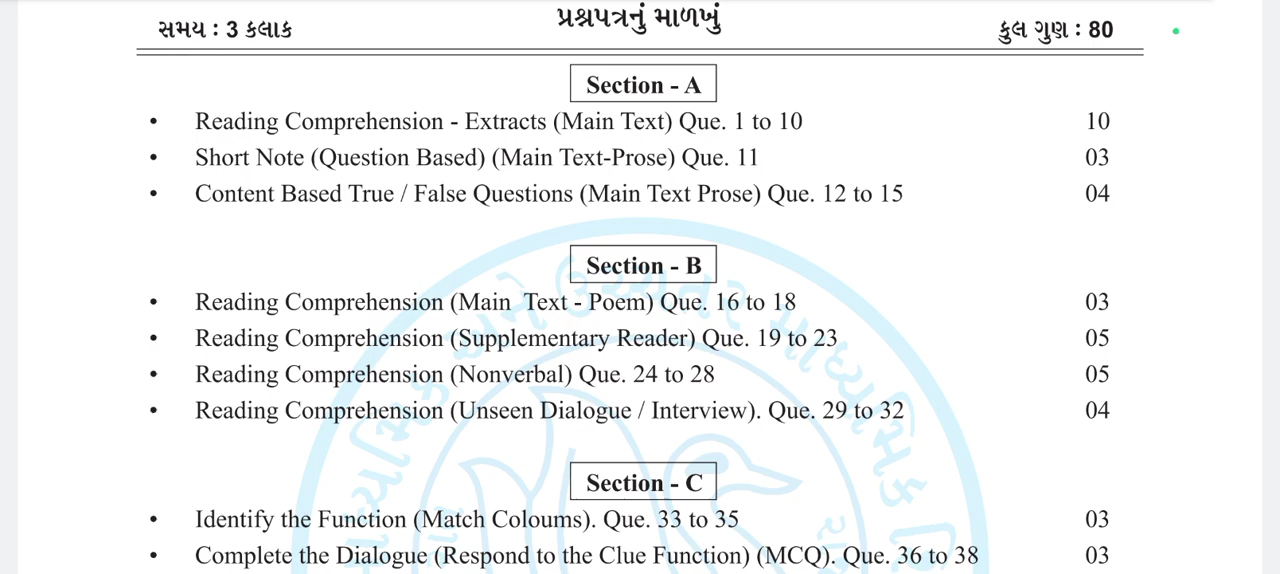 પ્રશ્નપત્રનું માળખું
સમય : 3 કલાક કુલ ગુણ : 80
Section - A
• Reading Comprehension - Extracts (Main Text) Que. 1 to 10 10
• Short Note (Question Based) (Main Text-Prose) Que. 11 03
• Content Based True / False Questions (Main Text Prose) Que. 12 to 15 04
Section - B
• Reading Comprehension (Main Text - Poem) Que. 16 to 18 03
• Reading Comprehension (Supplementary Reader) Que. 19 to 23 05
• Reading Comprehension (Nonverbal) Que. 24 to 28 05
• Reading Comprehension (Unseen Dialogue / Interview). Que. 29 to 32 04
Section - C
• Identify the Function (Match Coloums). Que. 33 to 35 03
• Complete the Dialogue (Respond to the Clue Function) (MCQ). Que. 36 to 38 03
અને ઉચ્ચતર માધ્યમિક